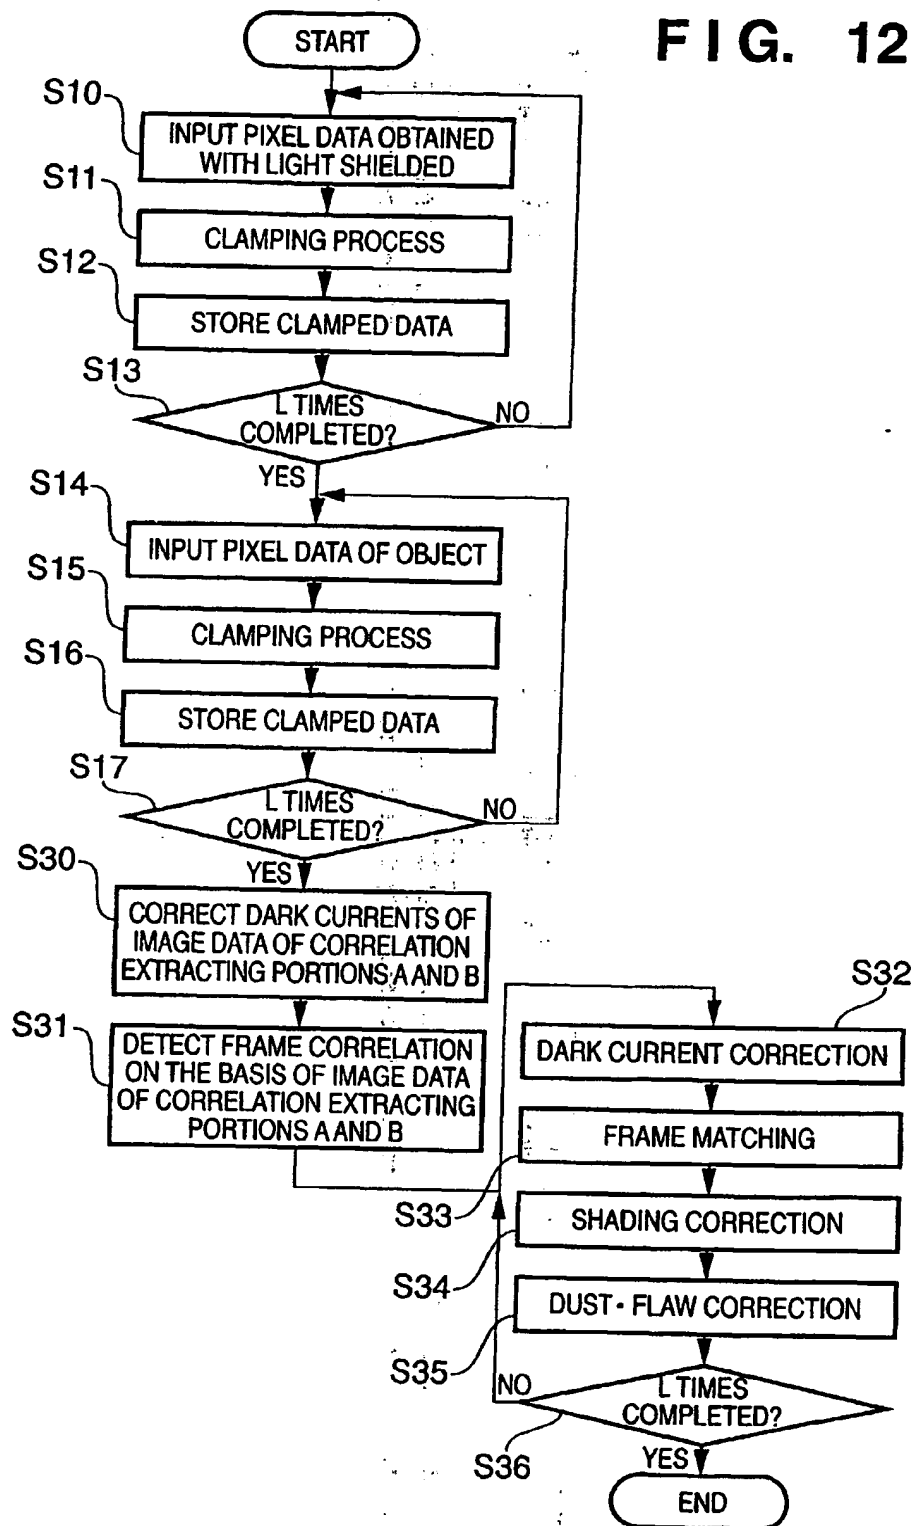 FIG. 12
START
S10
INPUT PIXEL DATA OBTAINED
WITH LIGHT SHIELDED
S11
CLAMPING PROCESS
S12
STORE CLAMPED DATA
S13
L TIMES
COMPLETED?
NO
YES
S14
INPUT PIXEL DATA OF OBJECT
S15
CLAMPING PROCESS
S16
STORE CLAMPED DATA
S17
L TIMES
COMPLETED?
NO
YES
S30
CORRECT DARK CURRENTS OF
IMAGE DATA OF CORRELATION
EXTRACTING PORTIONS A AND B
S31
DETECT FRAME CORRELATION
ON THE BASIS OF IMAGE DATA
OF CORRELATION EXTRACTING
PORTIONS A AND B
S32
DARK CURRENT CORRECTION
FRAME MATCHING
S33
SHADING CORRECTION
S34
DUST · FLAW CORRECTION
S35
L TIMES
COMPLETED?
NO
S36
YES
END